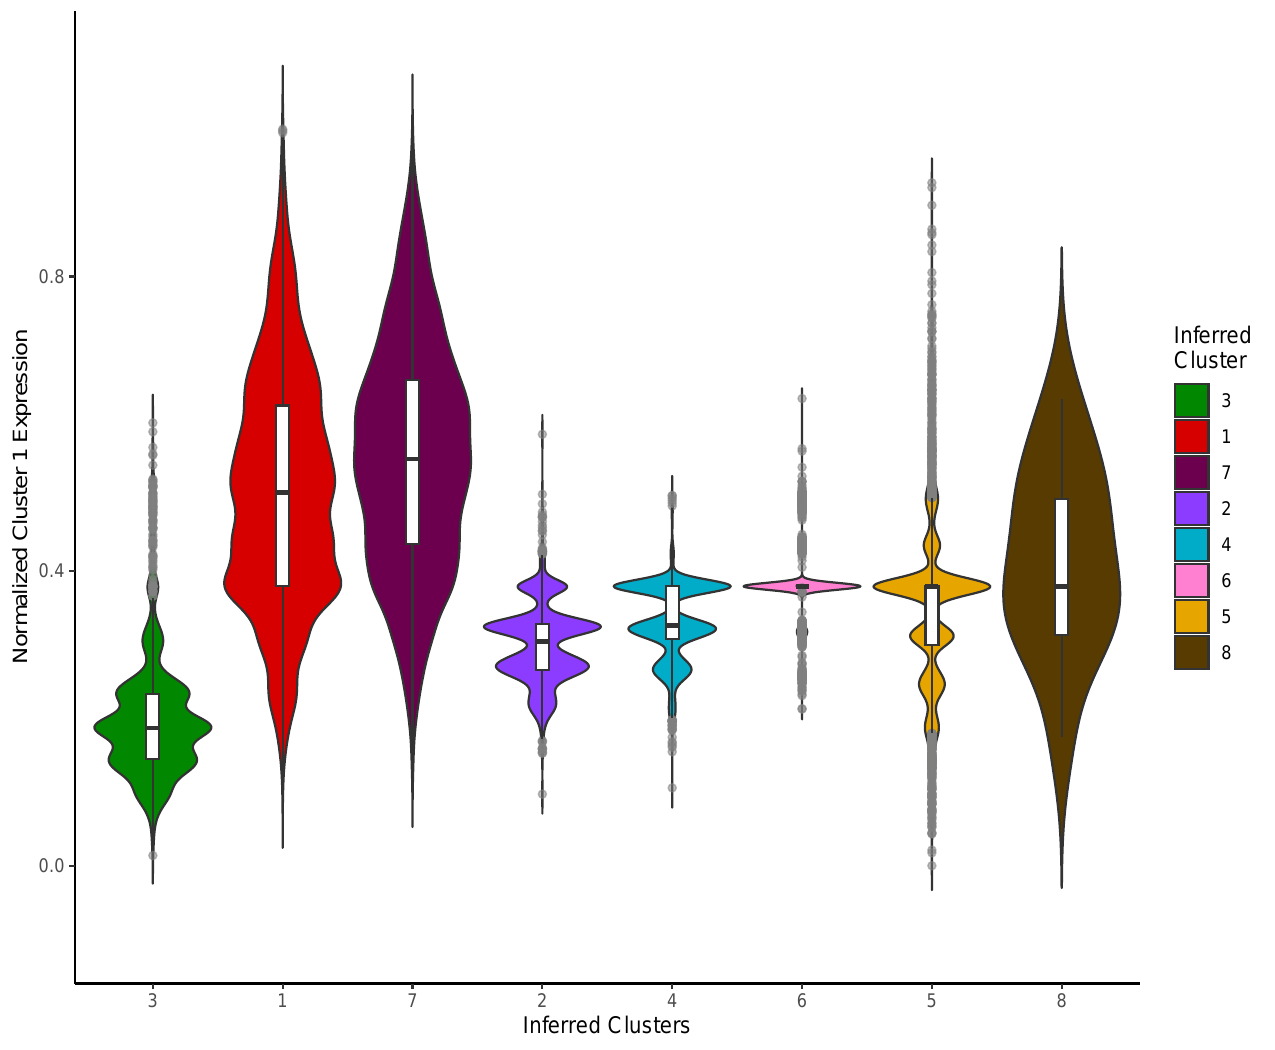 Normalized Cluster 1 Expression
0.8
0.4
0.0
3 1 7 2 4 6 5 8
Inferred Clusters
Inferred
Cluster
3
1
7
2
4
6
5
8